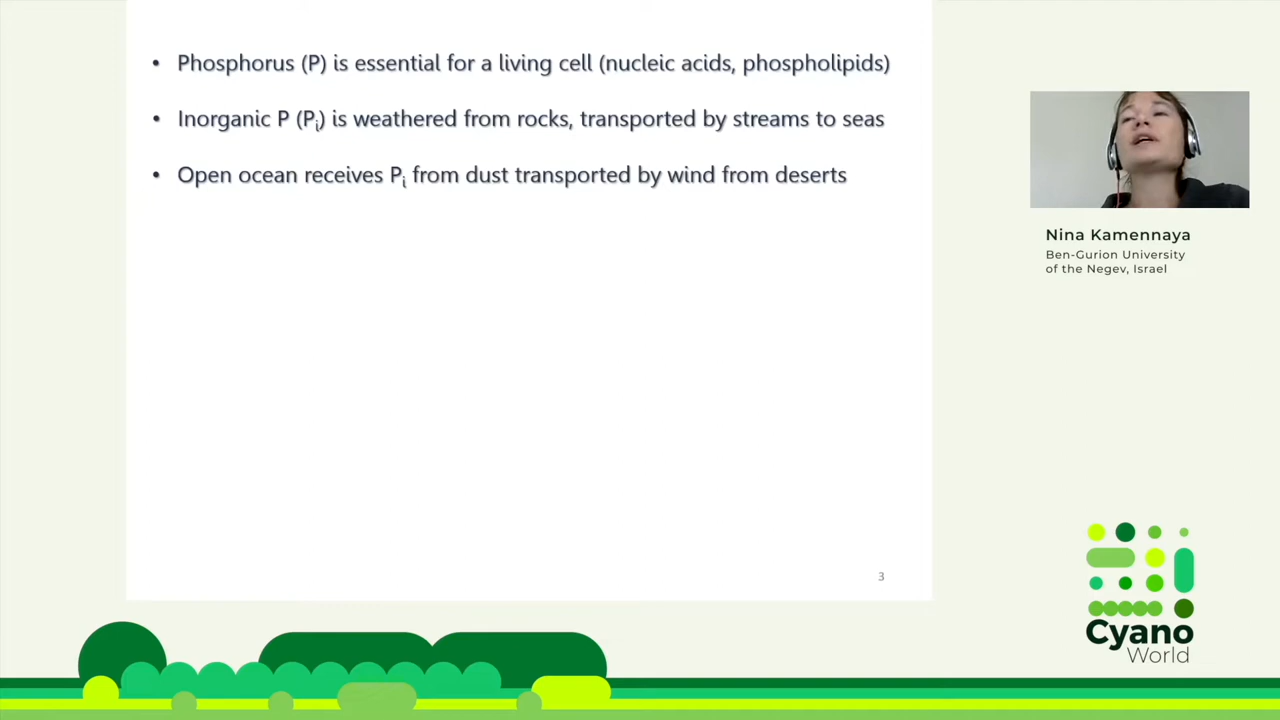 • Phosphorus (P) is essential for a living cell (nucleic acids, phospholipids)
• Inorganic P (Pi) is weathered from rocks, transported by streams to seas
• Open ocean receives Pi from dust transported by wind from deserts
3
Nina Kamennaya
Ben-Gurion University
of the Negev, Israel
Cyano
World